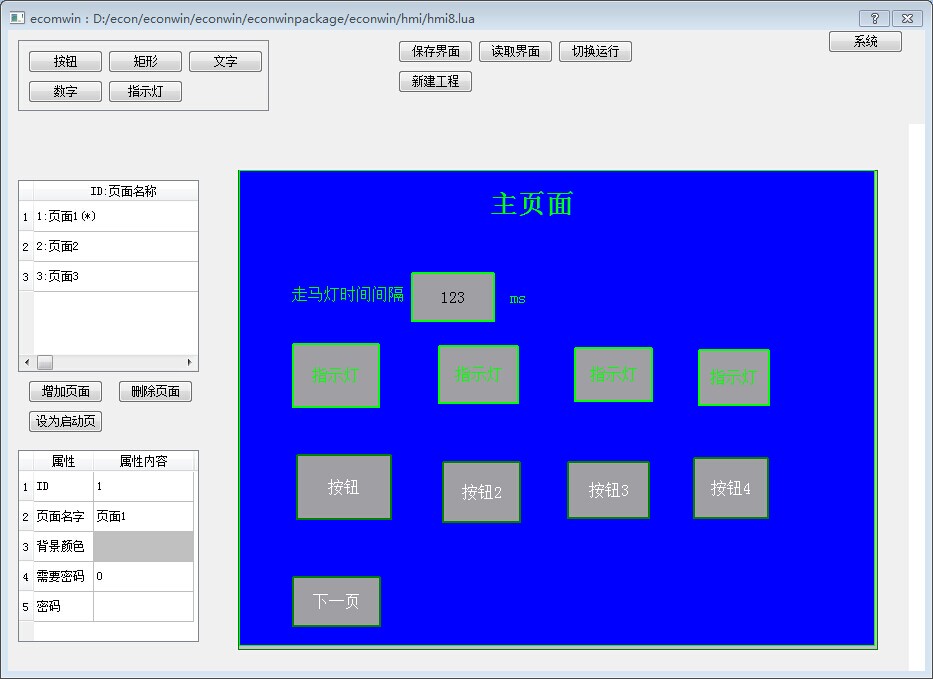 ecomwin : D:/econ/econwin/econwin/econwinpackage/econwin/hmi/hmi8.lua
按钮 矩形 文字
数字 指示灯
保存界面 读取界面 切换运行
新建工程
系统
ID:页面名称
1 1:页面1(*)
2 2:页面2
3 3:页面3
增加页面 删除页面
设为启动页
属性 属性内容
1 ID 1
2 页面名字 页面1
3 背景颜色
4 需要密码 0
5 密码
主页面
走马灯时间间隔 123 ms
指示灯 指示灯 指示灯 指示灯
按钮 按钮2 按钮3 按钮4
下一页